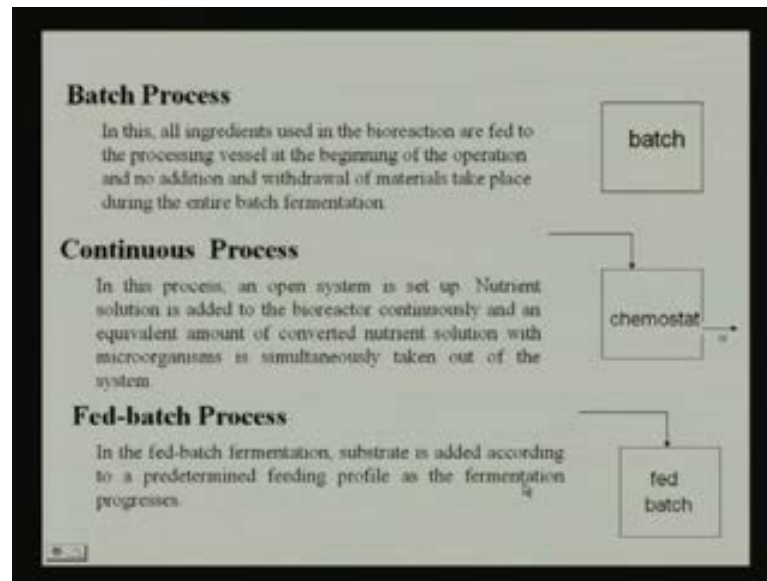 Batch Process
In this, all ingredients used in the bioreaction are fed to
the processing vessel at the beginning of the operation
and no addition and withdrawal of materials take place
during the entire batch fermentation.
batch
Continuous Process
In this process, an open system is set up. Nutrient
solution is added to the bioreactor continuously and an
equivalent amount of converted nutrient solution with
microorganisms is simultaneously taken out of the
system.
chemostat
Fed-batch Process
In the fed-batch fermentation, substrate is added according
to a predetermined feeding profile as the fermentation
progresses.
fed
batch